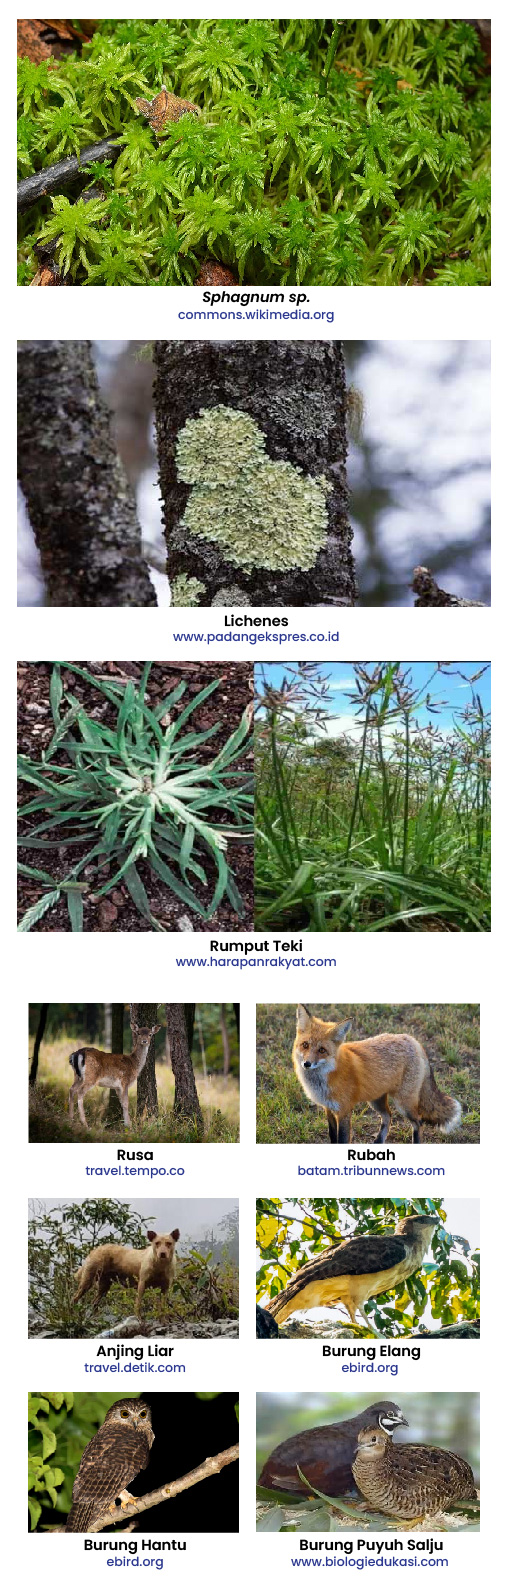 Sphagnum sp.
commons.wikimedia.org
Lichenes
www.padangekspres.co.id
Rumput Teki
www.harapanrakyat.com
Rusa
travel.tempo.co
Rubah
batam.tribunnews.com
Anjing Liar
travel.detik.com
Burung Elang
ebird.org
Burung Hantu
ebird.org
Burung Puyuh Salju
www.biologiedukasi.com